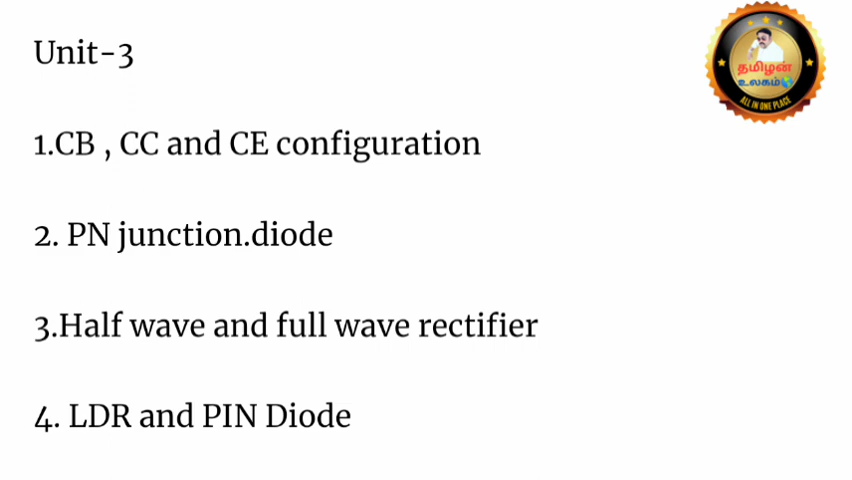 Unit-3
தமிழன்
உலகம்
ALL IN ONE PLACE
1.CB , CC and CE configuration
2. PN junction.diode
3.Half wave and full wave rectifier
4. LDR and PIN Diode